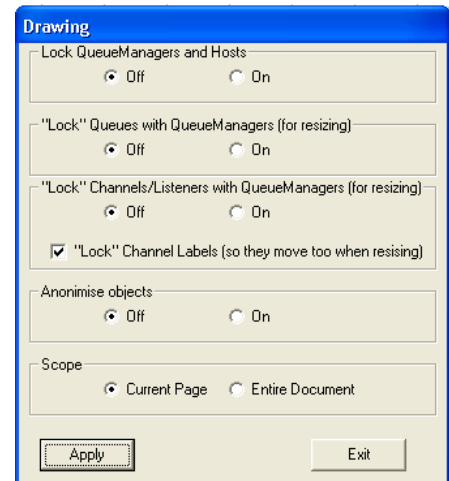 Drawing
Lock QueueManagers and Hosts
Off On
"Lock" Queues with QueueManagers (for resizing)
Off On
"Lock" Channels/Listeners with QueueManagers (for resizing)
Off On
"Lock" Channel Labels (so they move too when resising)
Anonimise objects
Off On
Scope
Current Page Entire Document
Apply Exit